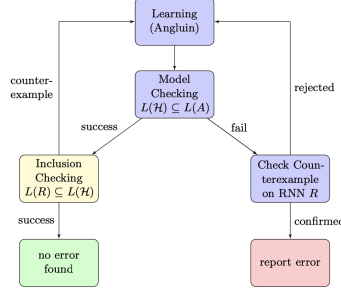 Learning
(Angluin)
counter-
example
Model
Checking
L(ℋ) ⊆ L(A)
rejected
success
fail
Inclusion
Checking
L(R) ⊆ L(ℋ)
Check Coun-
terexample
on RNN R
success
confirmed
no error
found
report error